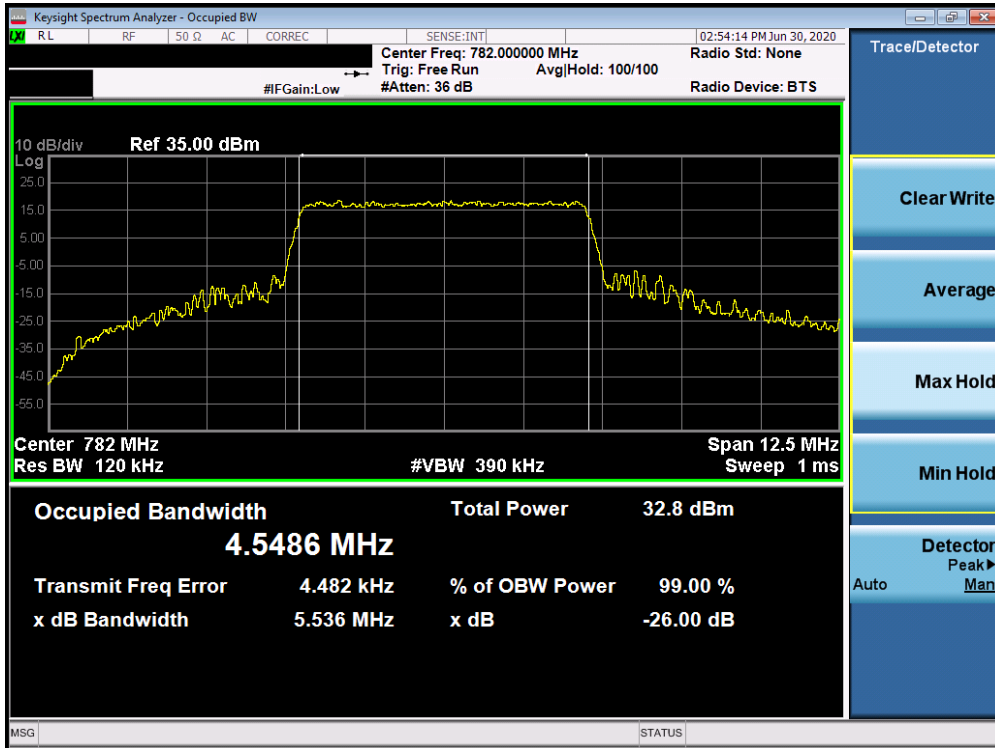 Keysight Spectrum Analyzer - Occupied BW
LXI RL RF 50 Ω AC CORREC SENSE:INT 02:54:14 PM Jun 30, 2020
Center Freq: 782.000000 MHz Radio Std: None
Trig: Free Run Avg|Hold: 100/100
#IFGain:Low #Atten: 36 dB Radio Device: BTS
10 dB/div Ref 35.00 dBm
Log
25.0
15.0
5.00
-5.00
-15.0
-25.0
-35.0
-45.0
-55.0
Center 782 MHz Span 12.5 MHz
Res BW 120 kHz #VBW 390 kHz Sweep 1 ms
Occupied Bandwidth Total Power 32.8 dBm
4.5486 MHz
Transmit Freq Error 4.482 kHz % of OBW Power 99.00 %
x dB Bandwidth 5.536 MHz x dB -26.00 dB
MSG STATUS
Trace/Detector
Clear Write
Average
Max Hold
Min Hold
Detector
Peak▶
Auto Man